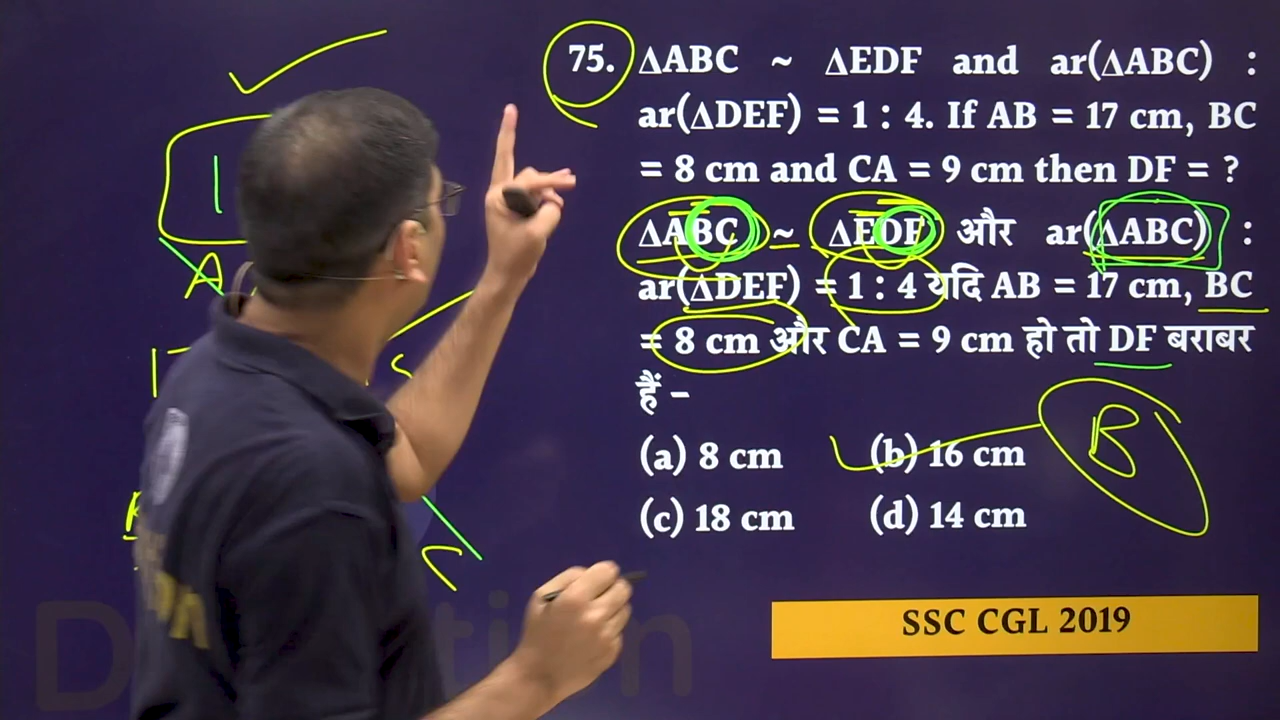 75. ΔABC ~ ΔEDF and ar(ΔABC) :
ar(ΔDEF) = 1 : 4. If AB = 17 cm, BC
= 8 cm and CA = 9 cm then DF = ?
ΔABC ~ ΔEDF और ar(ΔABC) :
ar(ΔDEF) = 1 : 4 यदि AB = 17 cm, BC
= 8 cm और CA = 9 cm हो तो DF बराबर
हैं –
(a) 8 cm (b) 16 cm
(c) 18 cm (d) 14 cm
B
SSC CGL 2019
1
A
C